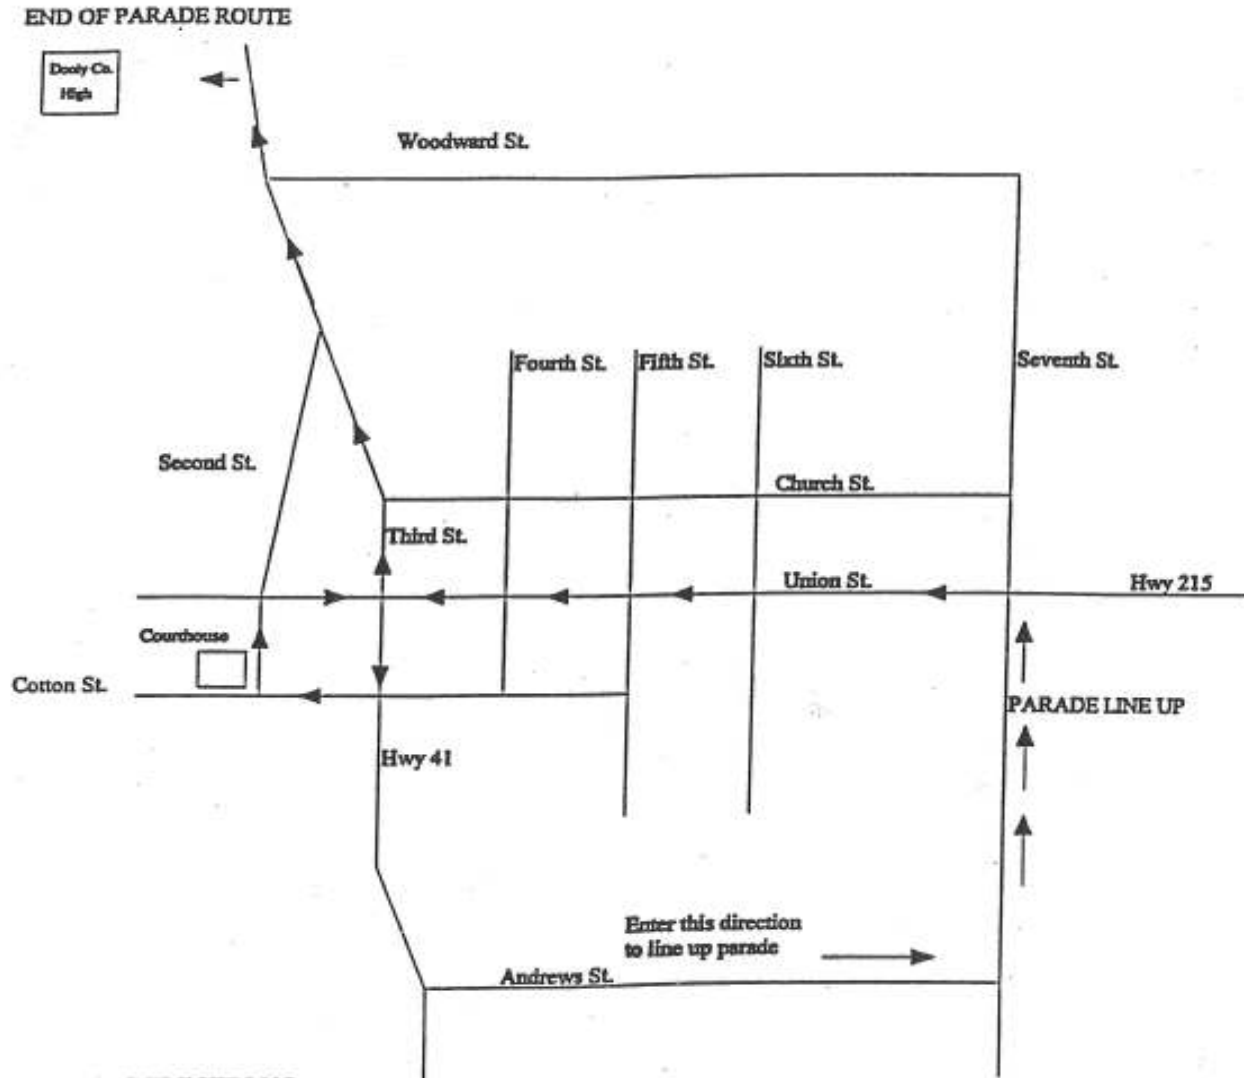 END OF PARADE ROUTE
Dooly Co.
High
Woodward St.
Fourth St.
Fifth St.
Sixth St.
Seventh St.
Second St.
Church St.
Third St.
Union St.
Hwy 215
Courthouse
Cotton St.
PARADE LINE UP
Hwy 41
Enter this direction
to line up parade
Andrews St.